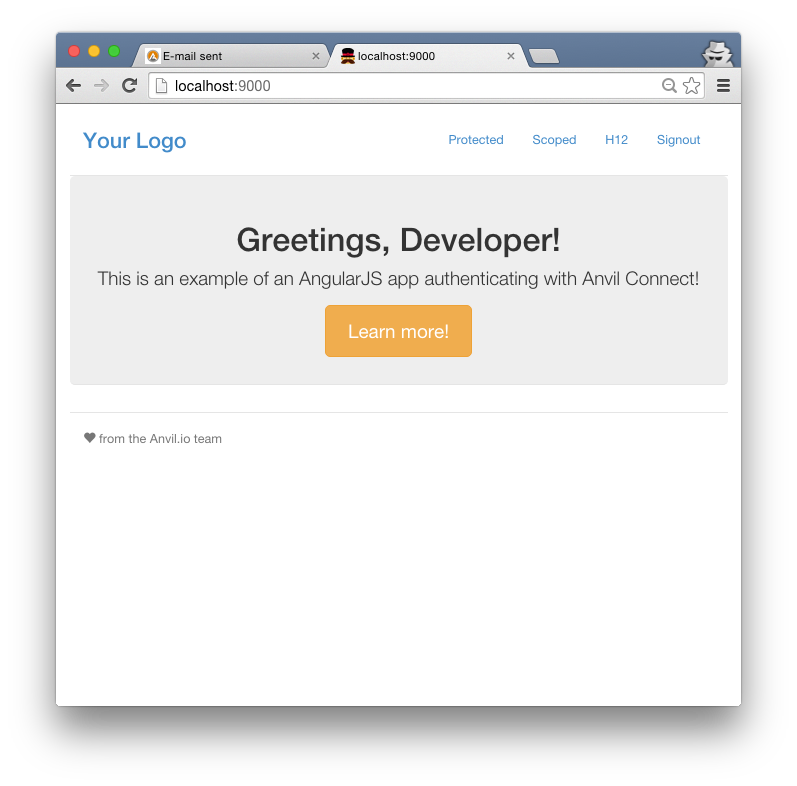 E-mail sent
localhost:9000
localhost:9000
Your Logo
Protected
Scoped
H12
Signout
Greetings, Developer!
This is an example of an AngularJS app authenticating with Anvil Connect!
Learn more!
from the Anvil.io team